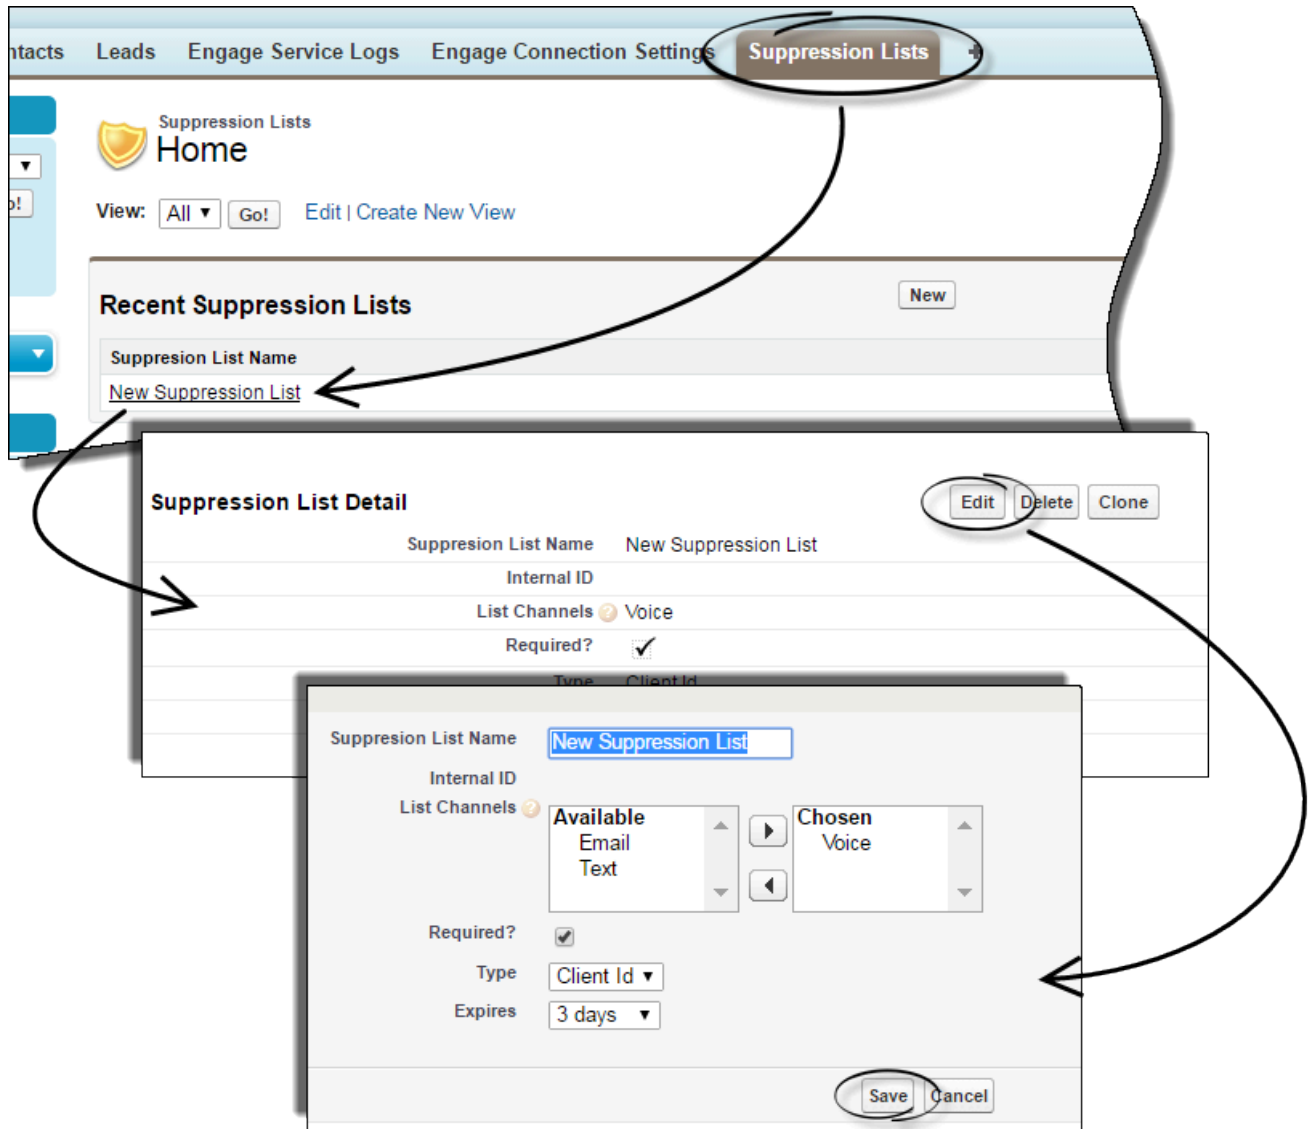 ntacts Leads Engage Service Logs Engage Connection Settings Suppression Lists +
Suppression Lists
Home
o!
View: All Go! Edit | Create New View
Recent Suppression Lists New
Suppresion List Name
New Suppression List
Suppression List Detail Edit Delete Clone
Suppresion List Name New Suppression List
Internal ID
List Channels ? Voice
Required?
Type Client Id
Suppresion List Name New Suppression List
Internal ID
List Channels ?
Available Chosen
Email Voice
Text
Required?
Type Client Id
Expires 3 days
Save Cancel